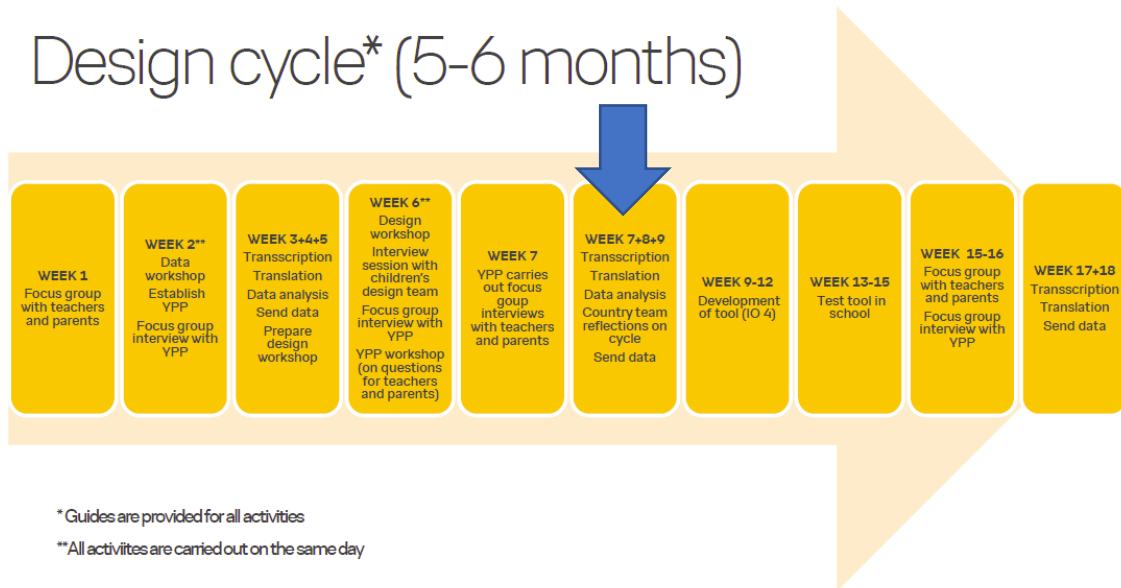 Design cycle* (5-6 months)
WEEK 1
Focus group
with teachers
and parents
WEEK 2**
Data
workshop
Establish
YPP
Focus group
interview with
YPP
WEEK 3+4+5
Transscription
Translation
Data analysis
Send data
Prepare
design
workshop
WEEK 6**
Design
workshop
Interview
session with
children's
design team
Focus group
interview with
YPP
YPP workshop
(on questions
for teachers
and parents)
WEEK 7
YPP carries
out focus
goup
interviews
with teachers
and parents
WEEK 7+8+9
Transscription
Translation
Data analysis
Country team
reflections on
cycle
Send data
WEEK 9-12
Development
of tool (IO 4)
WEEK 13-15
Test tool in
school
WEEK 15-16
Focus group
with teachers
and parents
Focus group
interview with
YPP
WEEK 17+18
Transscription
Translation
Send data
* Guides are provided for all activities
**All activiites are carried out on the same day